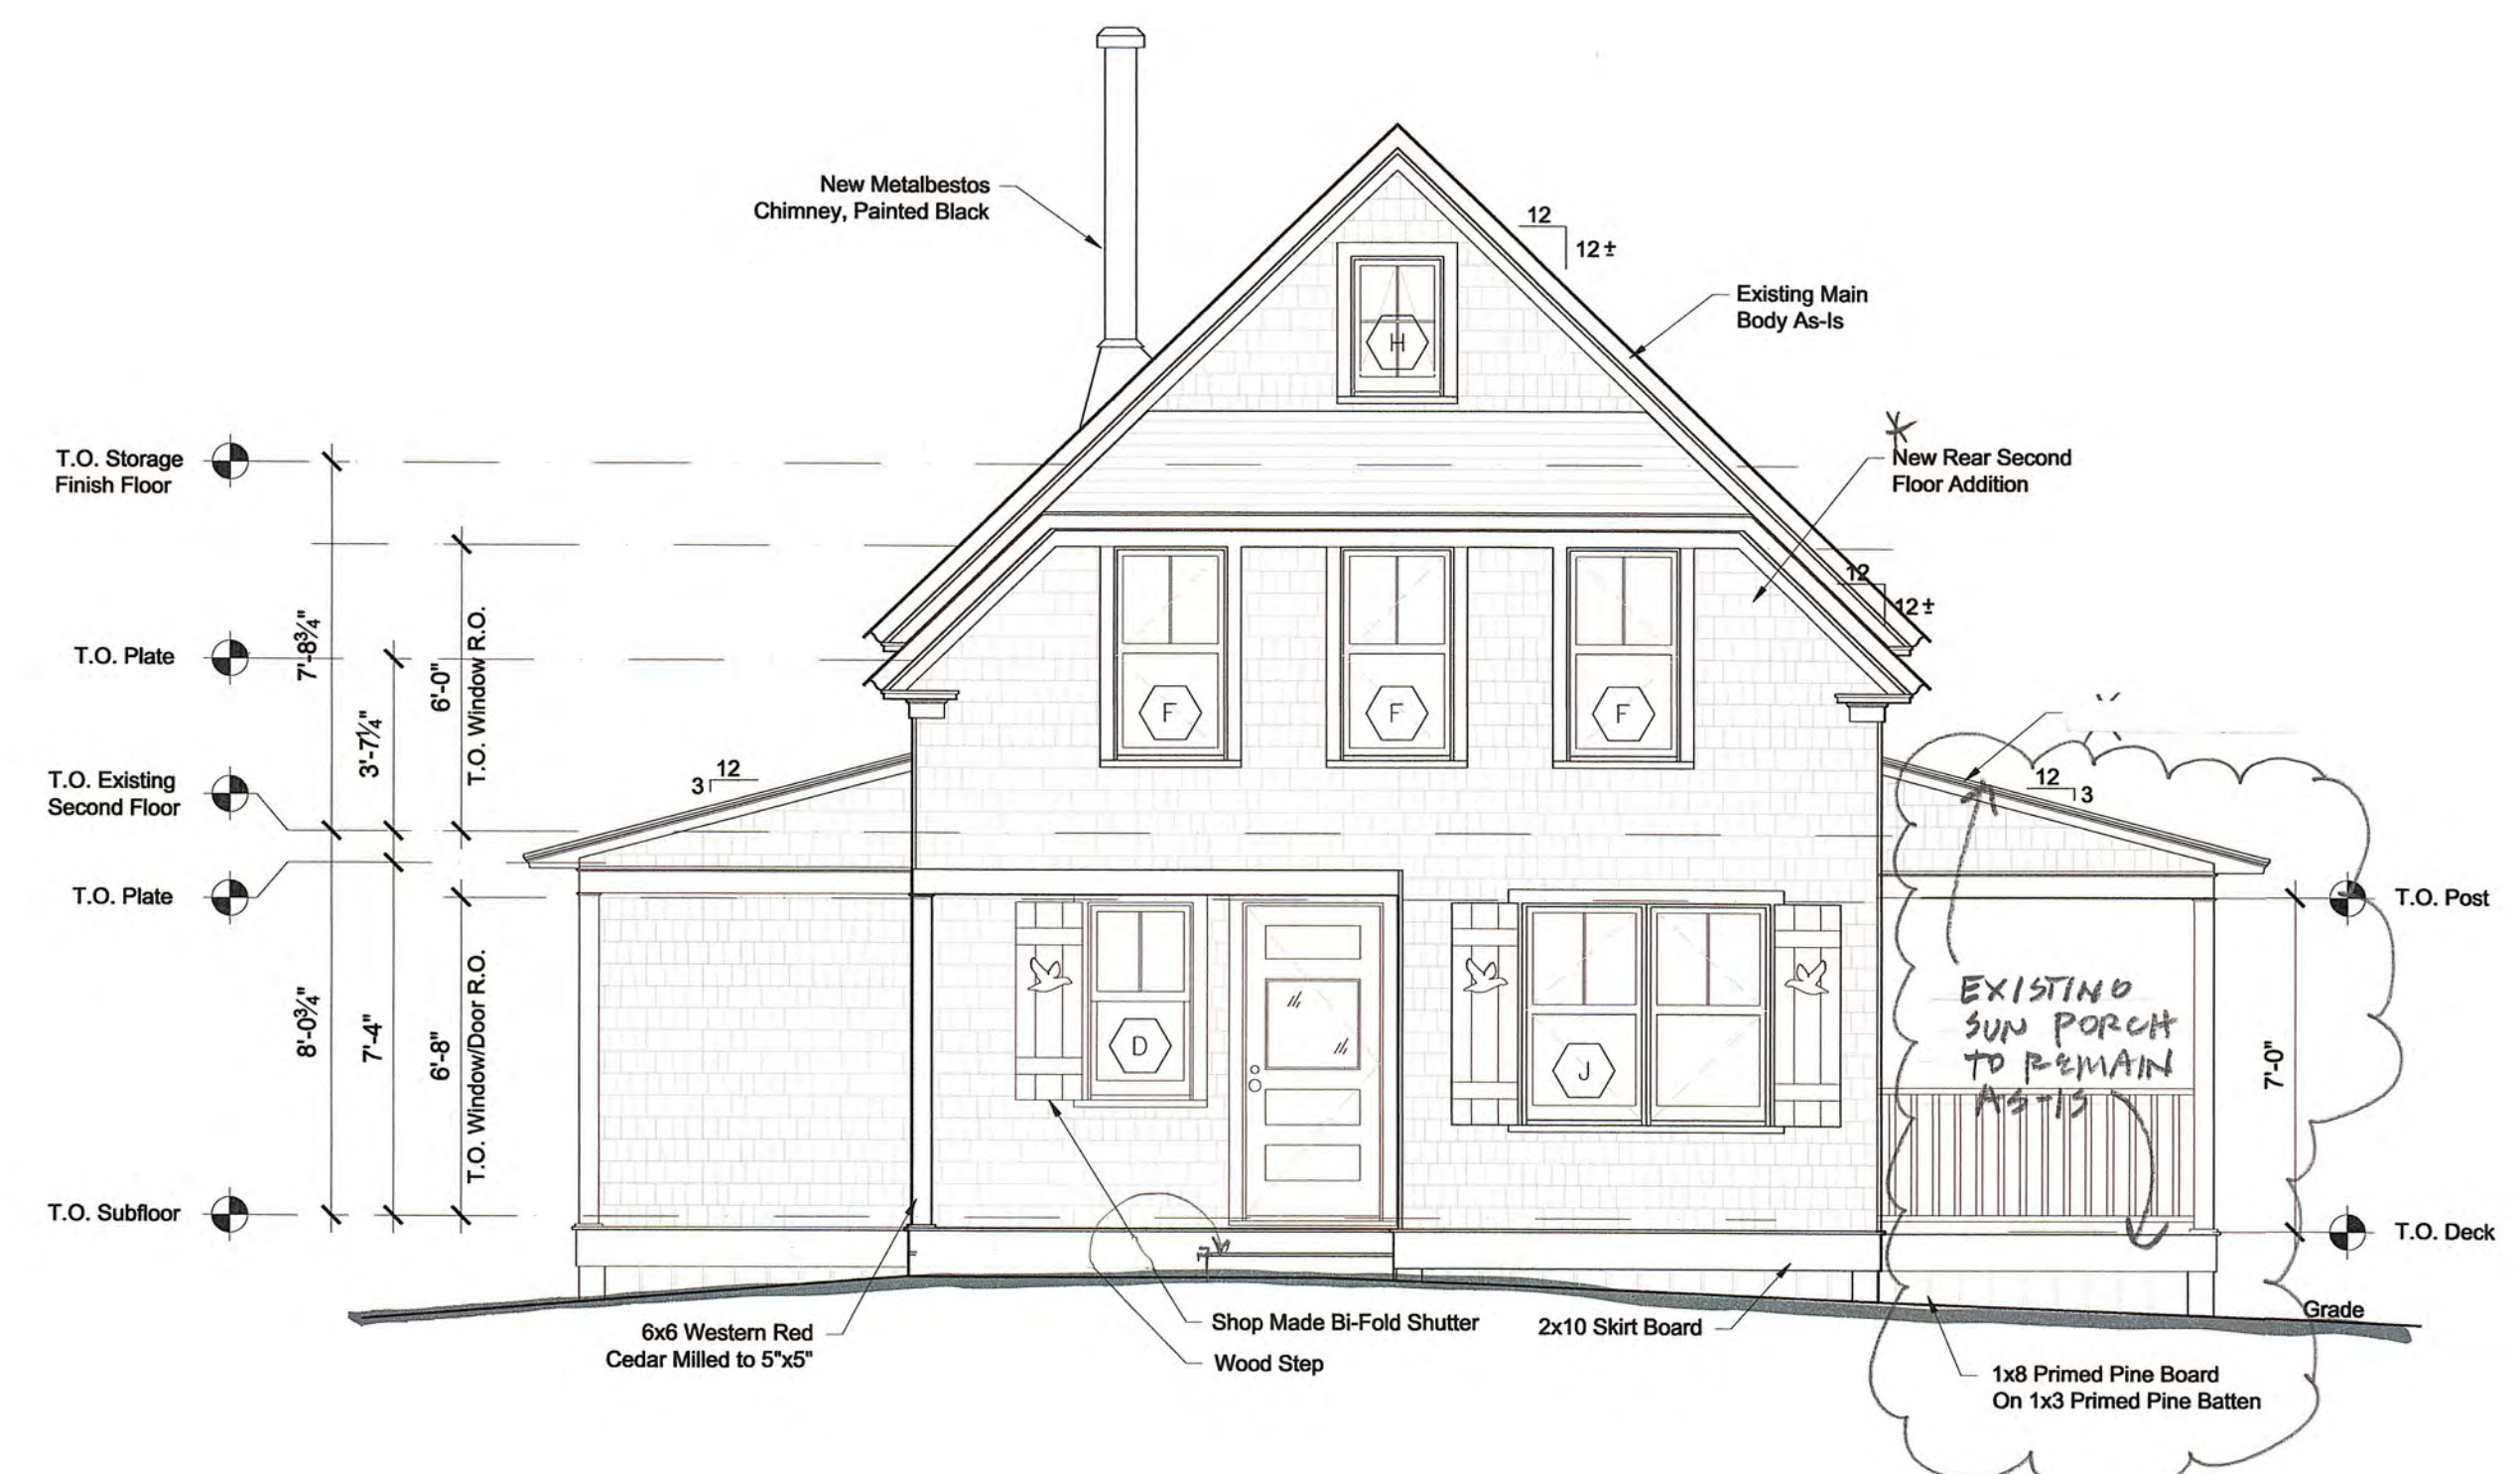 New Metalbestos
Chimney, Painted Black
12
12±
Existing Main
Body As-Is
H
T.O. Storage
Finish Floor
New Rear Second
Floor Addition
12
12±
7'-8¾"
T.O. Plate
6'-0"
T.O. Window R.O.
3'-7¼"
F
F
F
T.O. Existing
Second Floor
12
3
12
3
T.O. Plate
T.O. Post
8'-0¾"
7'-4"
6'-8"
T.O. Window/Door R.O.
D
J
EXISTING
SUN PORCH
TO REMAIN
AS-IS
7'-0"
T.O. Subfloor
T.O. Deck
Grade
6x6 Western Red
Cedar Milled to 5"x5"
Shop Made Bi-Fold Shutter
Wood Step
2x10 Skirt Board
1x8 Primed Pine Board
On 1x3 Primed Pine Batten